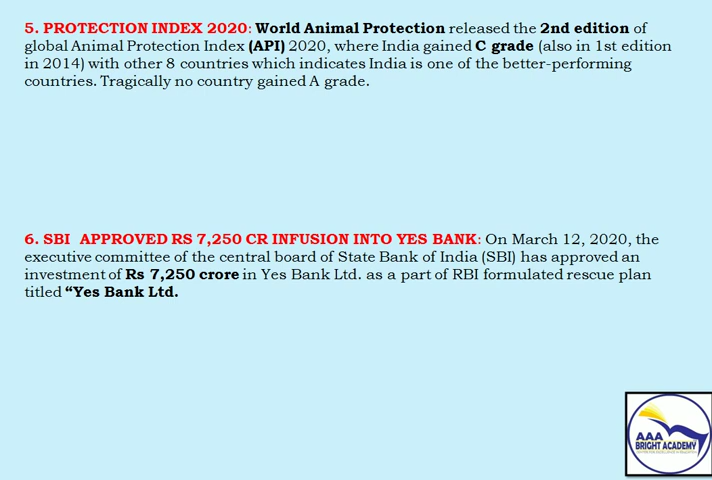 5. PROTECTION INDEX 2020: World Animal Protection released the 2nd edition of
global Animal Protection Index (API) 2020, where India gained C grade (also in 1st edition
in 2014) with other 8 countries which indicates India is one of the better-performing
countries. Tragically no country gained A grade.
6. SBI APPROVED RS 7,250 CR INFUSION INTO YES BANK: On March 12, 2020, the
executive committee of the central board of State Bank of India (SBI) has approved an
investment of Rs 7,250 crore in Yes Bank Ltd. as a part of RBI formulated rescue plan
titled “Yes Bank Ltd.
AAA
BRIGHT ACADEMY